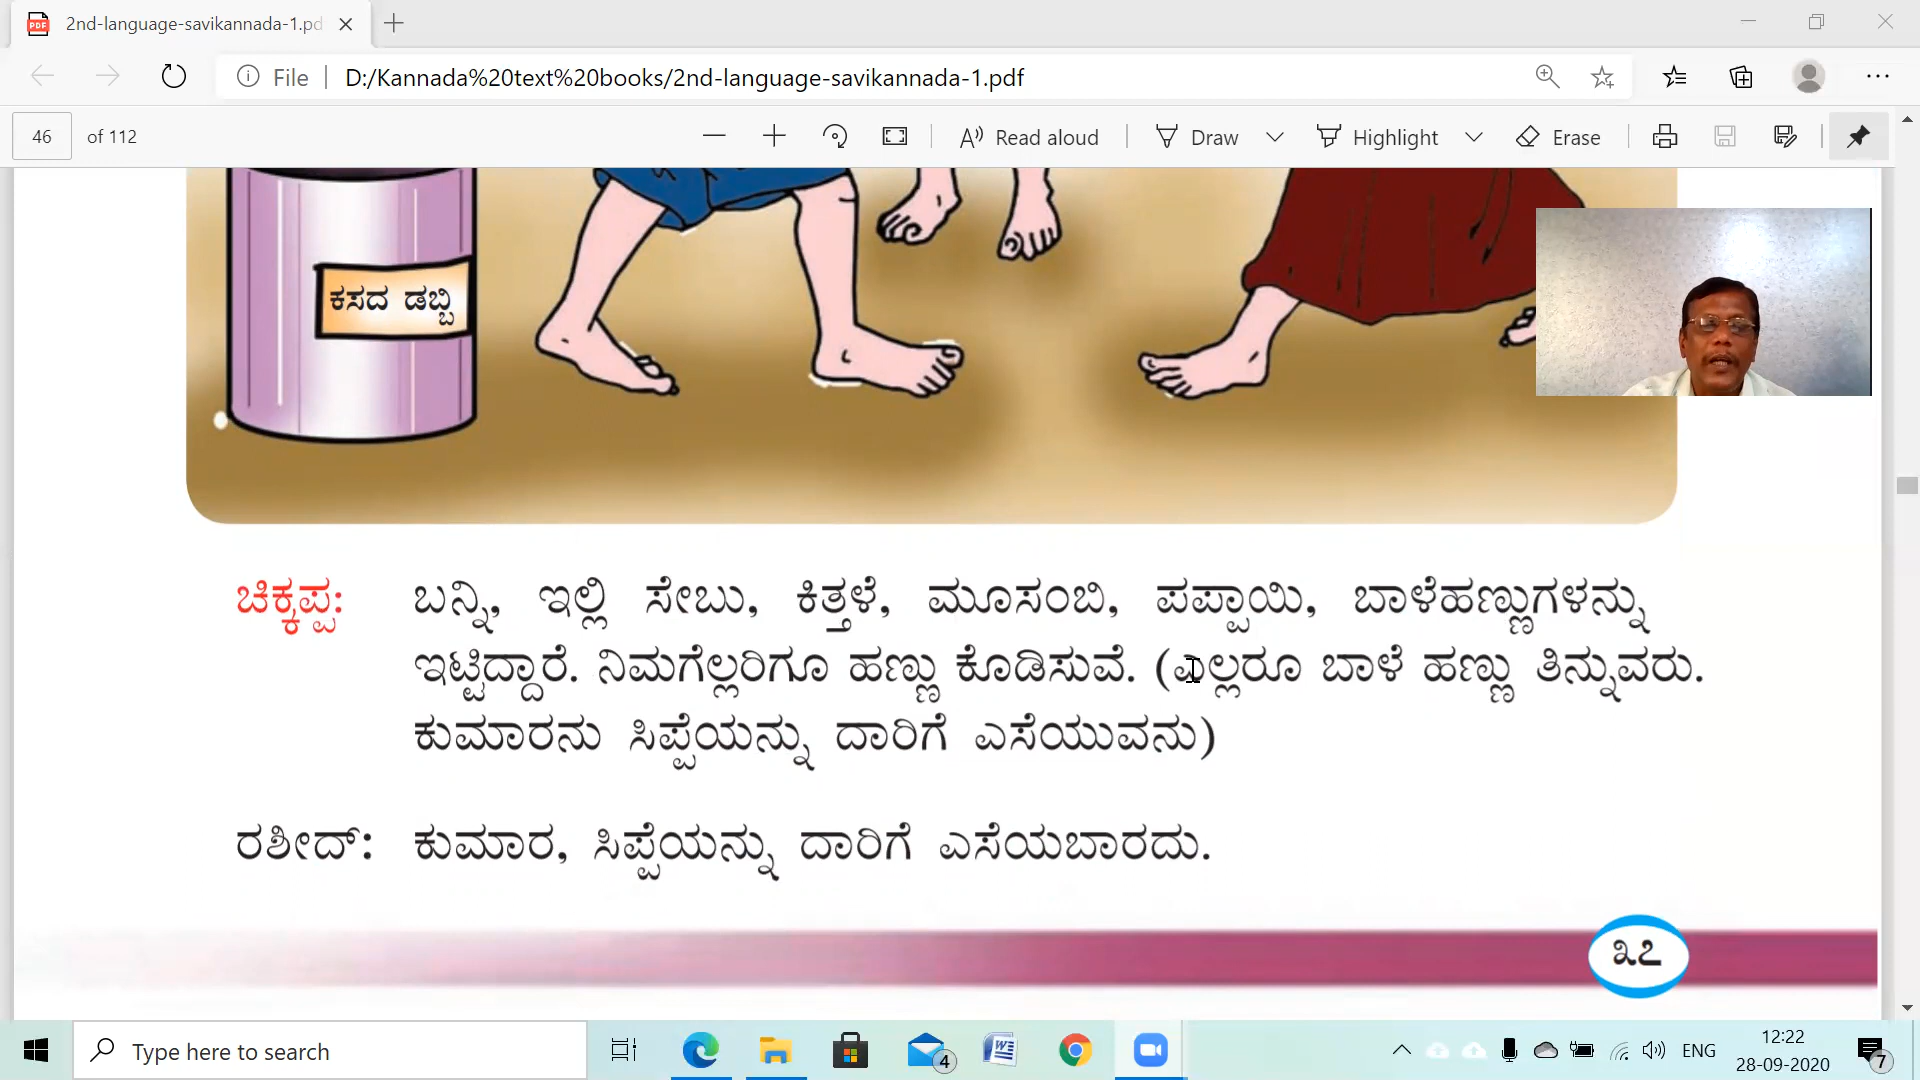 2nd-language-savikannada-1.pd
File
D:/Kannada%20text%20books/2nd-language-savikannada-1.pdf
46 of 112
Read aloud
Draw
Highlight
Erase
ಕಸದ ಡಬ್ಬಿ
ಚಿಕ್ಕಪ್ಪ: ಬನ್ನಿ, ಇಲ್ಲಿ ಸೇಬು, ಕಿತ್ತಳೆ, ಮೂಸಂಬಿ, ಪಪ್ಪಾಯಿ, ಬಾಳೆಹಣ್ಣುಗಳನ್ನು
ಇಟ್ಟಿದ್ದಾರೆ. ನಿಮಗೆಲ್ಲರಿಗೂ ಹಣ್ಣು ಕೊಡಿಸುವೆ. (ಎಲ್ಲರೂ ಬಾಳೆ ಹಣ್ಣು ತಿನ್ನುವರು.
ಕುಮಾರನು ಸಿಪ್ಪೆಯನ್ನು ದಾರಿಗೆ ಎಸೆಯುವನು)
ರಶೀದ್: ಕುಮಾರ, ಸಿಪ್ಪೆಯನ್ನು ದಾರಿಗೆ ಎಸೆಯಬಾರದು.
೩೭
Type here to search
4
ENG
12:22
28-09-2020
7